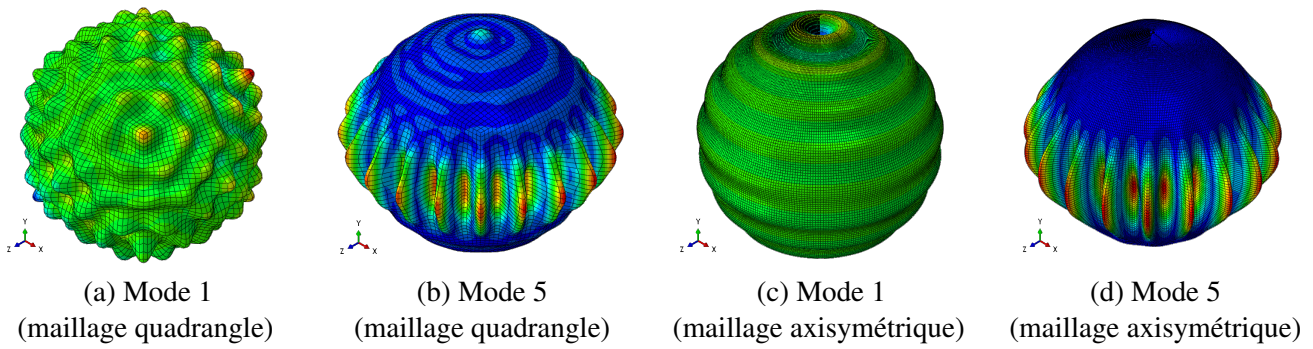 Y
Z
X
Y
Z
X
Y
Z
X
Y
Z
X
(a) Mode 1
(maillage quadrangle)
(b) Mode 5
(maillage quadrangle)
(c) Mode 1
(maillage axisymétrique)
(d) Mode 5
(maillage axisymétrique)